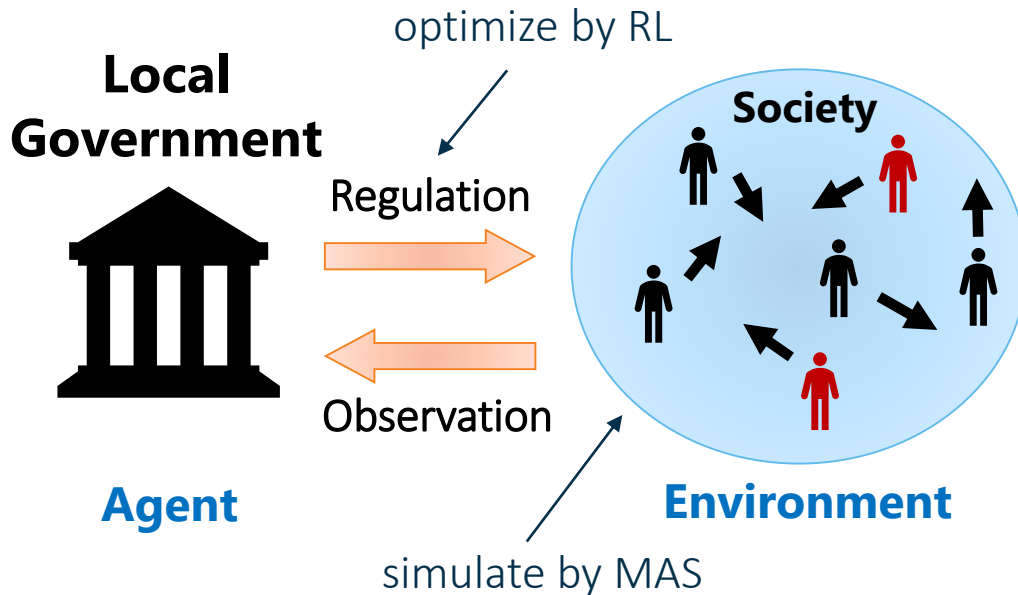 optimize by RL
Local
Government
Society
Regulation
Observation
Agent
Environment
simulate by MAS